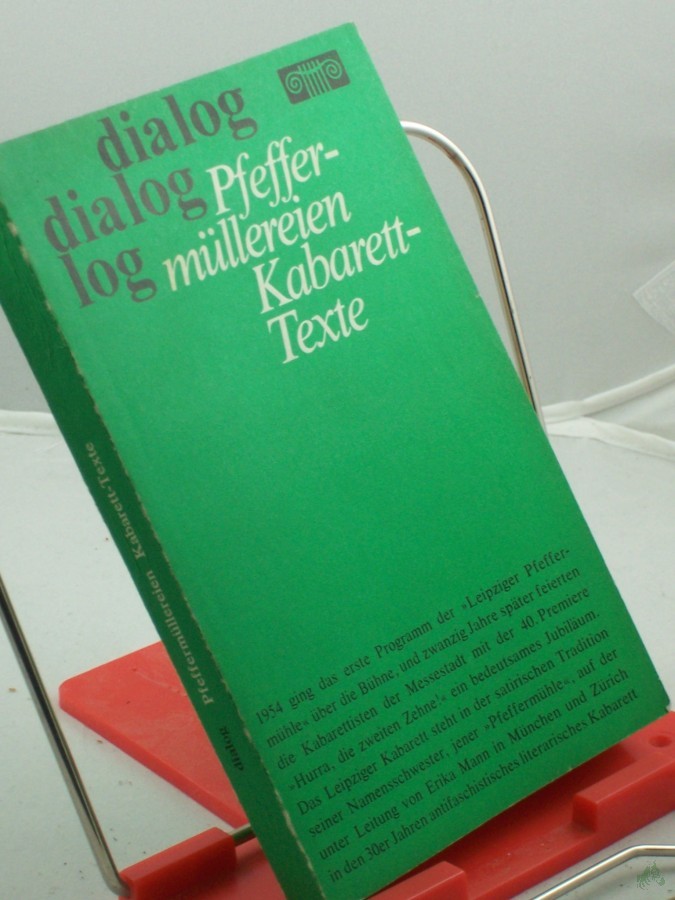 dialog
dialog
log
Pfeffer-
müllereien
Kabarett-
Texte
1954 ging das erste Programm der »Leipziger Pfeffer-
mühle« über die Bühne, und zwanzig Jahre später feierten
die Kabarettisten der Messestadt mit der 40. Premiere
»Hurra, die zweiten Zehne!« ein bedeutsames Jubiläum.
Das Leipziger Kabarett steht in der satirischen Tradition
seiner Namensschwester, jener »Pfeffermühle«, auf der
unter Leitung von Erika Mann in München und Zürich
in den 30er Jahren antifaschistisches literarisches Kabarett
dialog Pfeffermüllereien Kabarett-Texte